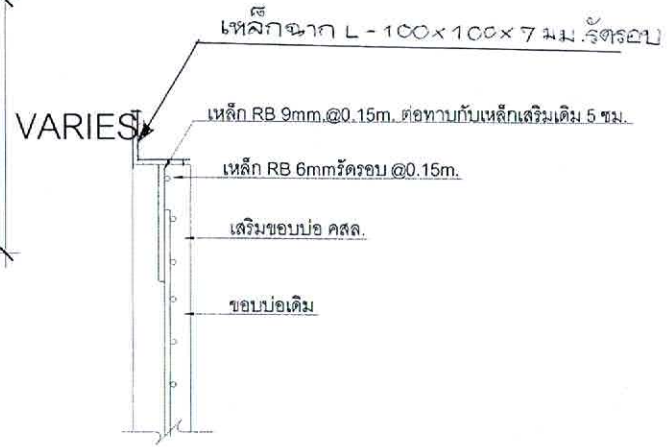 เหล็กฉาก L - 100x100x7 มม.รัดรอบ
VARIES
เหล็ก RB 9mm.@0.15m. ต่อทาบกับเหล็กเสริมเดิม 5 ซม.
เหล็ก RB 6mmรัดรอบ @0.15m.
เสริมขอบบ่อ คสล.
ขอบบ่อเดิม